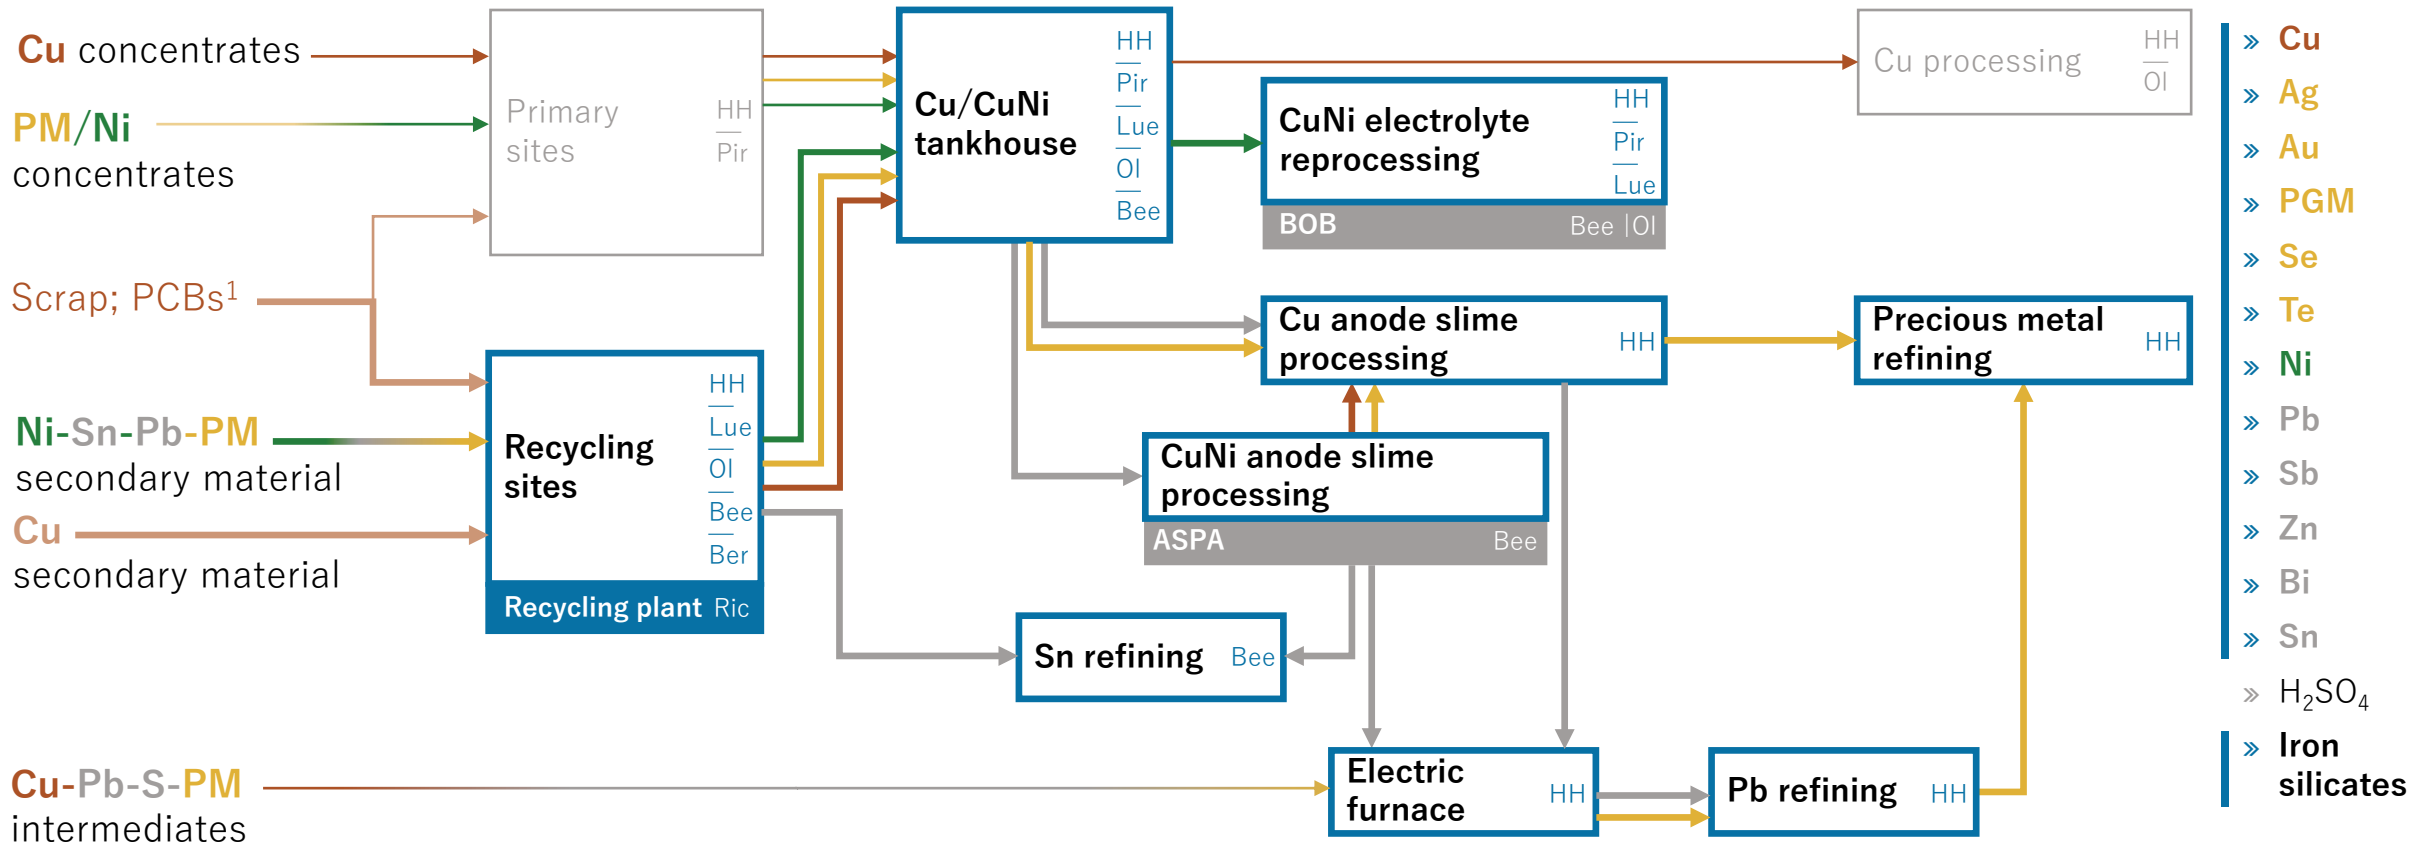 Cu concentrates
PM/Ni
concentrates
Scrap; PCBs¹
Ni-Sn-Pb-PM
secondary material
Cu
secondary material
Cu-Pb-S-PM
intermediates
Primary
sites
HH
Pir
Recycling
sites
HH
Lue
Ol
Bee
Ber
Recycling plant Ric
Cu/CuNi
tankhouse
HH
Pir
Lue
Ol
Bee
CuNi electrolyte
reprocessing
HH
Pir
Lue
BOB Bee |Ol
Cu processing
HH
Ol
Cu anode slime
processing
HH
Precious metal
refining
HH
CuNi anode slime
processing
ASPA Bee
Sn refining Bee
Electric
furnace
HH
Pb refining HH
» Cu
» Ag
» Au
» PGM
» Se
» Te
» Ni
» Pb
» Sb
» Zn
» Bi
» Sn
» H₂SO₄
» Iron
silicates